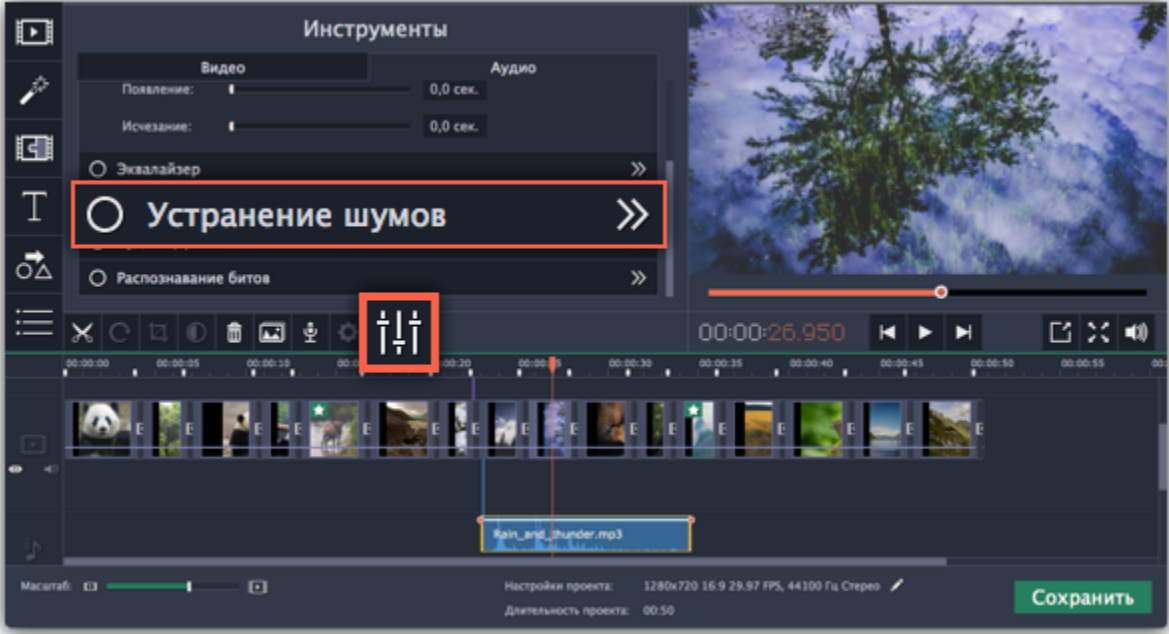 Инструменты
Видео
Аудио
Появление:
0,0 сек.
Исчезание:
0,0 сек.
Эквалайзер
Устранение шумов
Распознавание битов
00:00:26.950
00:00:00
00:00:05
00:00:10
00:00:30
00:00:35
00:00:40
00:00:45
00:00:50
00:00:55
Rain_and_thunder.mp3
Масштаб:
Настройки проекта: 1280x720 16:9 29.97 FPS, 44100 Гц Стерео
Длительность проекта: 00:50
Сохранить